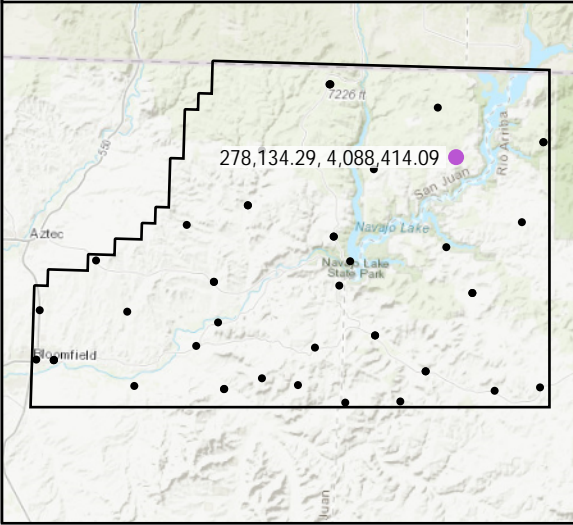 7226 ft
550
278,134.29, 4,088,414.09
Rio Arriba
San Juan
Aztec
Navajo Lake
Navajo Lake
State Park
Bloomfield
Juan